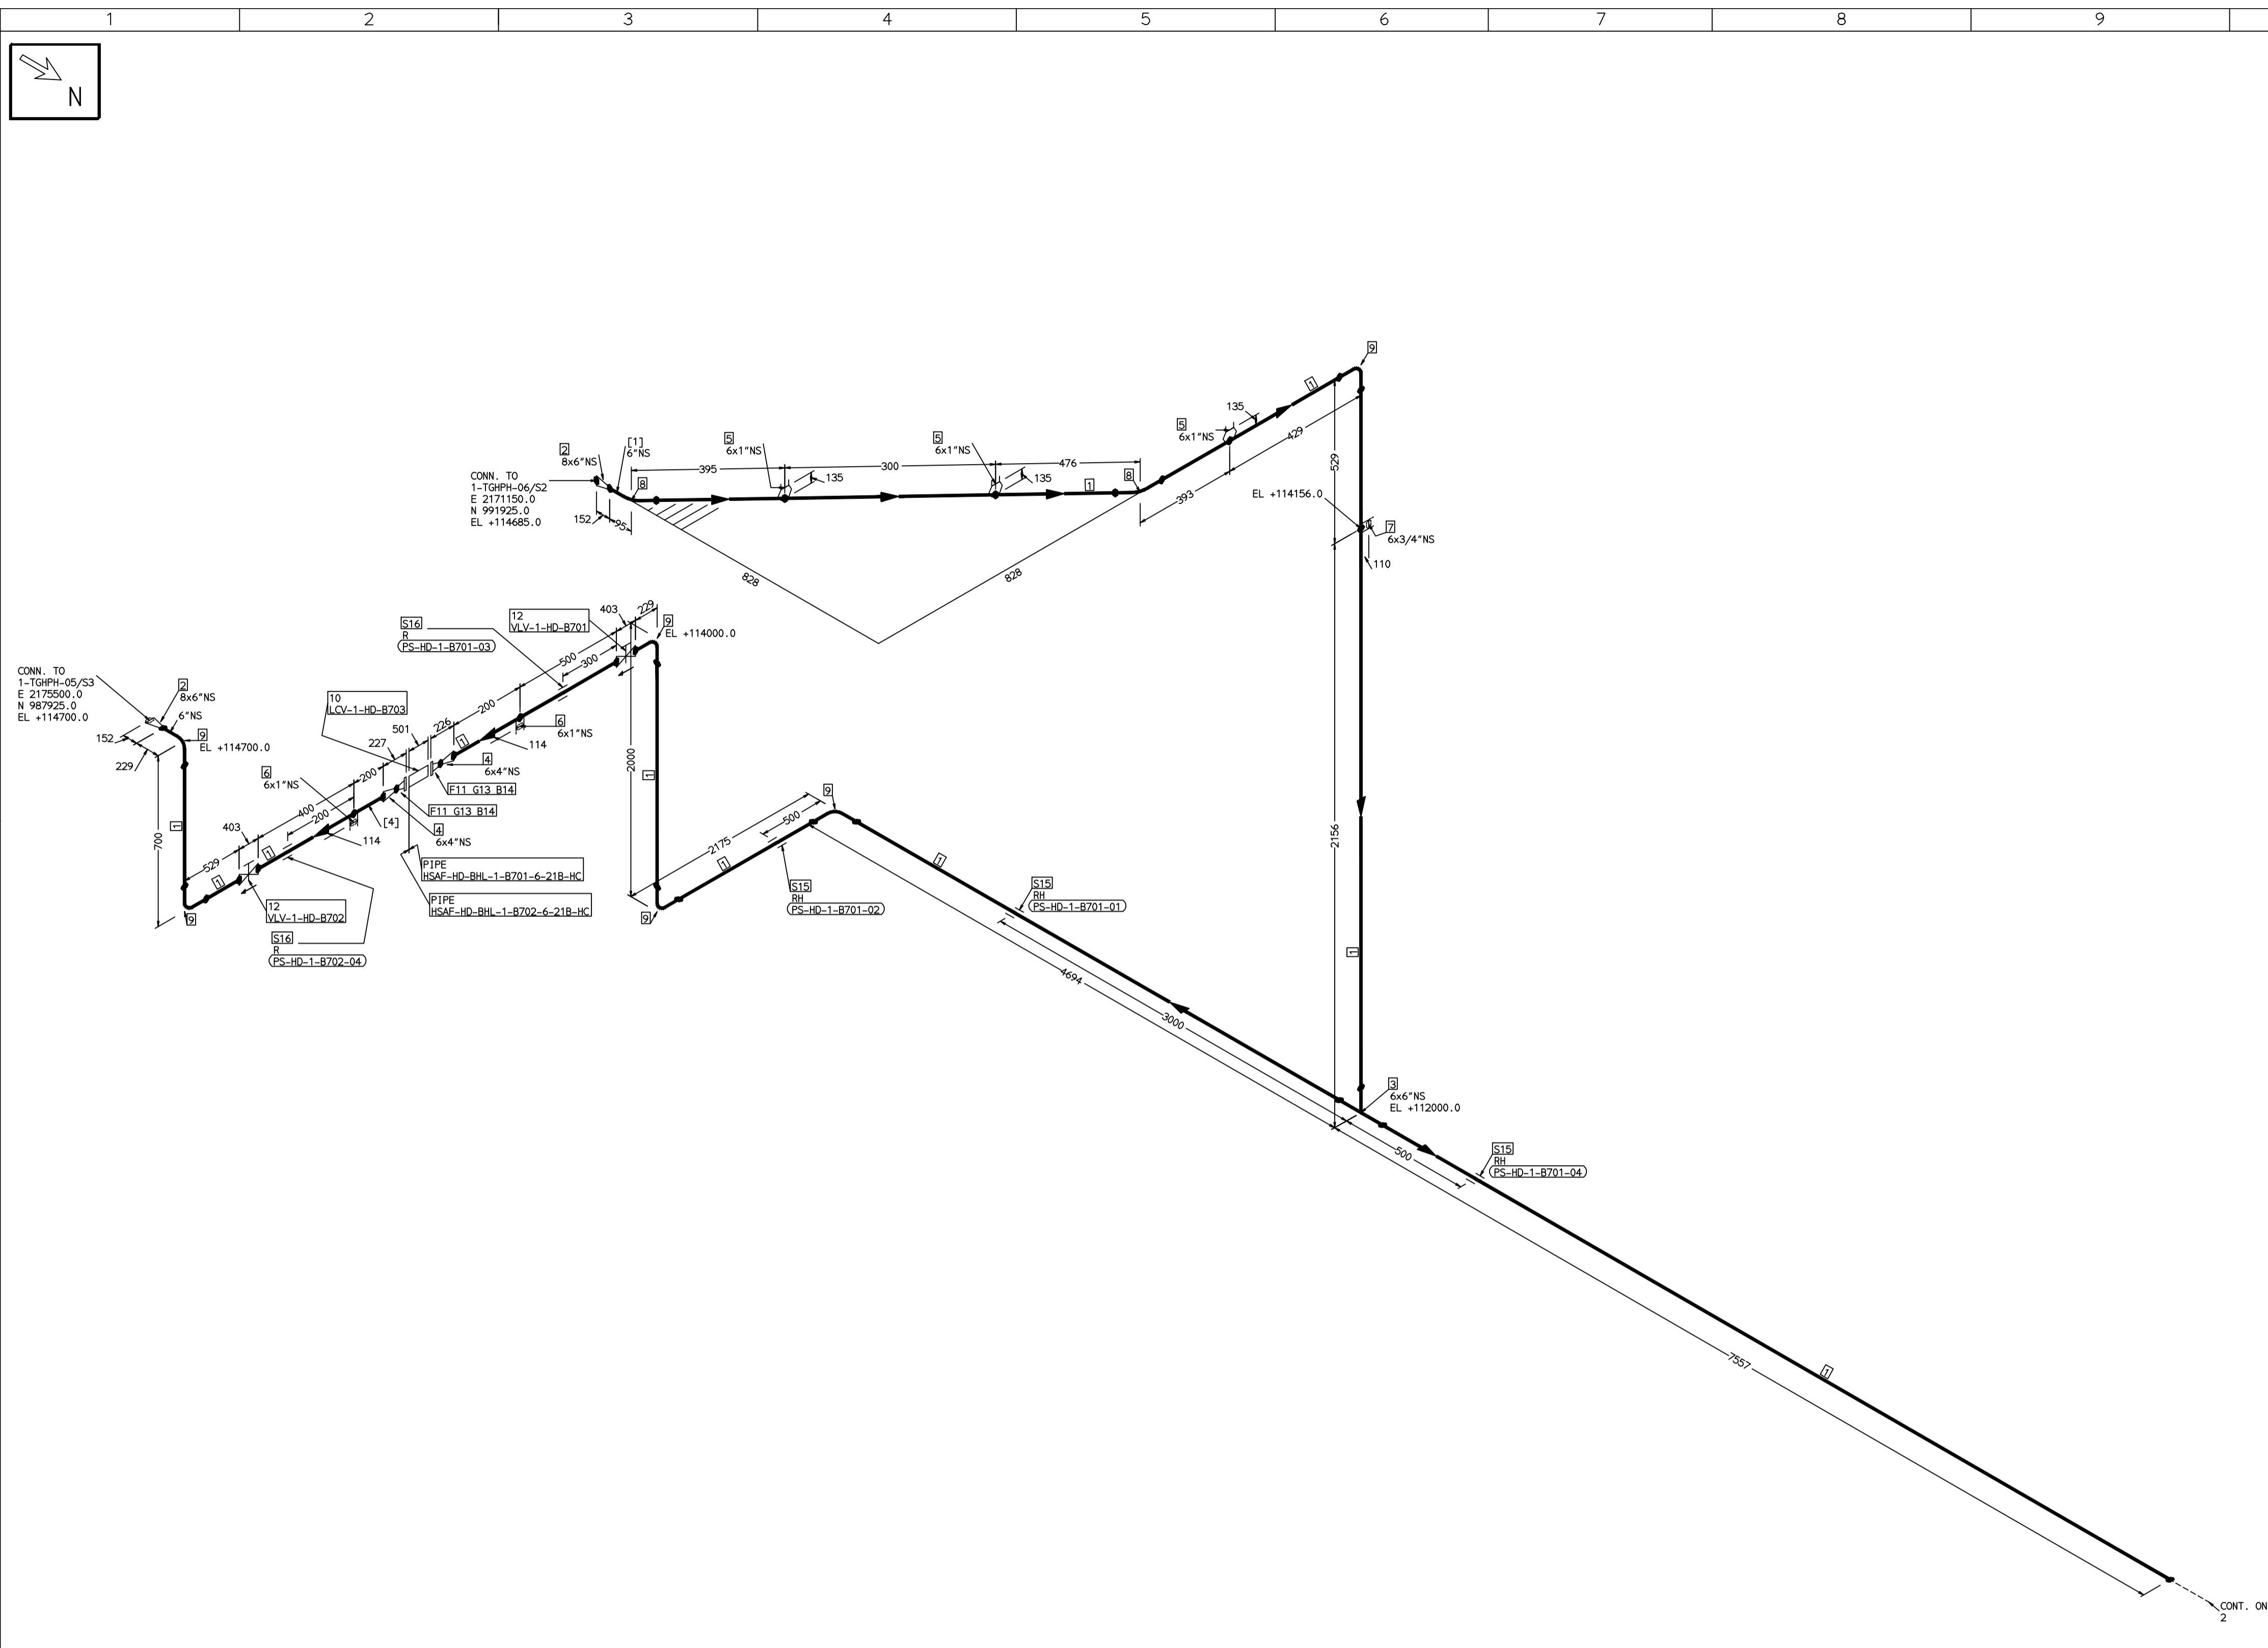 1 2 3 4 5 6 7 8 9
N
9
[1]
6"NS
2
8x6"NS
5
6x1"NS
5
6x1"NS
5
6x1"NS
135
429
395
300
476
8
8
135
135
1
1
393
529
CONN. TO
1-TGHPH-06/S2
E 2171150.0
N 991925.0
EL +114685.0
152
95
EL +114156.0
7
6x3/4"NS
110
828
828
403
229
12
VLV-1-HD-B701
9
EL +114000.0
S16
R
PS-HD-1-B701-03
500
300
CONN. TO
1-TGHPH-05/S3
E 2175500.0
N 987925.0
EL +114700.0
2
8x6"NS
6"NS
9
EL +114700.0
152
229
10
LCV-1-HD-B703
200
226
501
227
6
6x1"NS
114
1
4
6x4"NS
F11 G13 B14
F11 G13 B14
6
6x1"NS
200
400
200
[4]
4
6x4"NS
114
2000
1
700
1
403
529
1
1
12
VLV-1-HD-B702
9
S16
R
PS-HD-1-B702-04
PIPE
HSAF-HD-BHL-1-B701-6-21B-HC
PIPE
HSAF-HD-BHL-1-B702-6-21B-HC
9
2175
500
1
9
S15
RH
PS-HD-1-B701-02
1
S15
RH
PS-HD-1-B701-01
2156
1
4694
3000
3
6x6"NS
EL +112000.0
500
S15
RH
PS-HD-1-B701-04
7557
1
CONT. ON
2